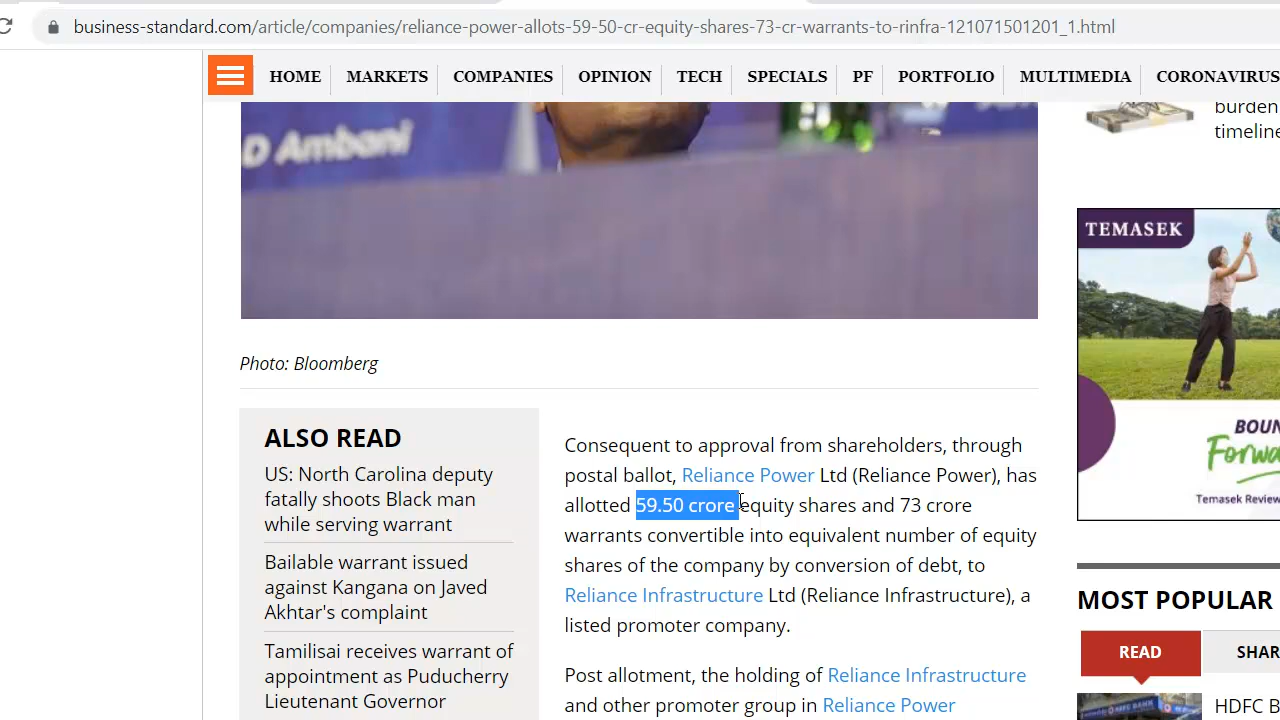 business-standard.com/article/companies/reliance-power-allots-59-50-cr-equity-shares-73-cr-warrants-to-rinfra-121071501201_1.html
HOME MARKETS COMPANIES OPINION TECH SPECIALS PF PORTFOLIO MULTIMEDIA CORONAVIRUS
D Ambani
burden
timeline
TEMASEK
Photo: Bloomberg
ALSO READ
US: North Carolina deputy
fatally shoots Black man
while serving warrant
Bailable warrant issued
against Kangana on Javed
Akhtar's complaint
Tamilisai receives warrant of
appointment as Puducherry
Lieutenant Governor
Consequent to approval from shareholders, through
postal ballot, Reliance Power Ltd (Reliance Power), has
allotted 59.50 crore equity shares and 73 crore
warrants convertible into equivalent number of equity
shares of the company by conversion of debt, to
Reliance Infrastructure Ltd (Reliance Infrastructure), a
listed promoter company.
Post allotment, the holding of Reliance Infrastructure
and other promoter group in Reliance Power
BOUN
Forwa
Temasek Review
MOST POPULAR
READ SHAR
HDFC B